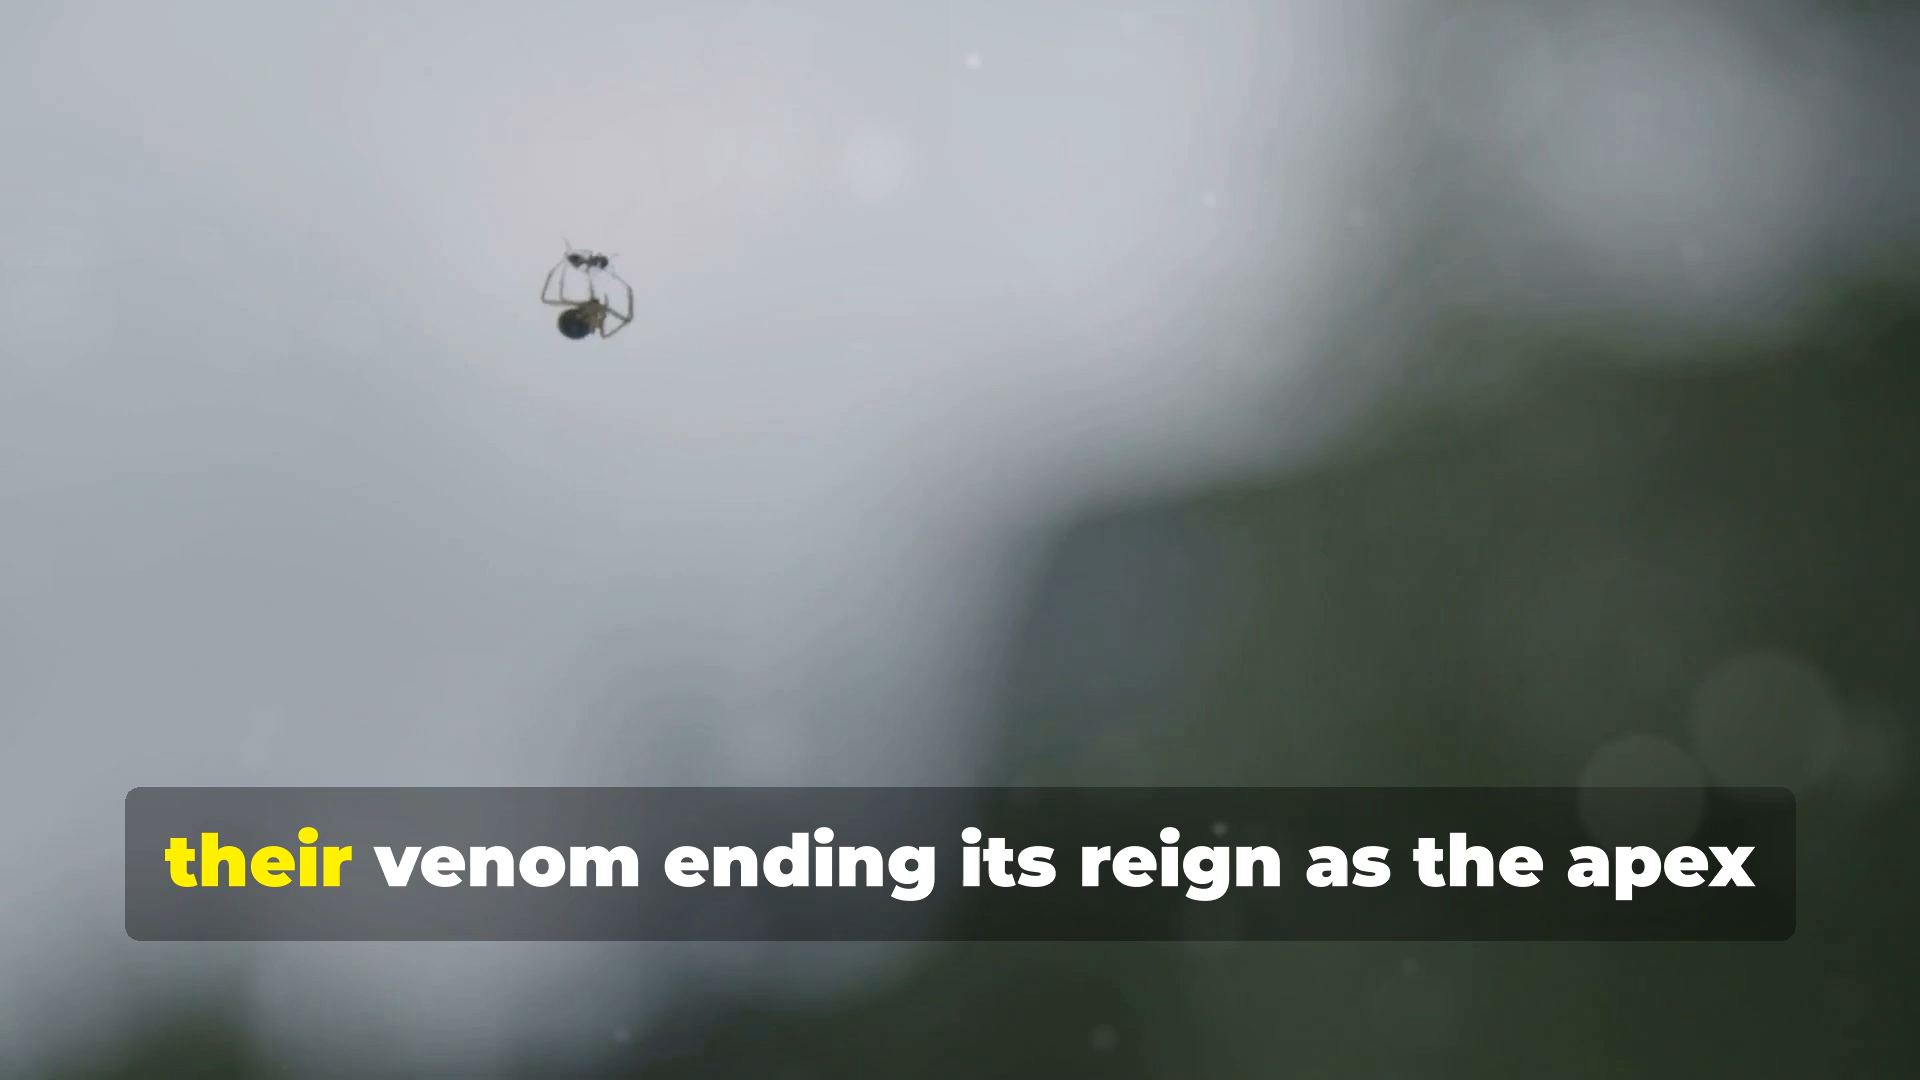 their venom ending its reign as the apex